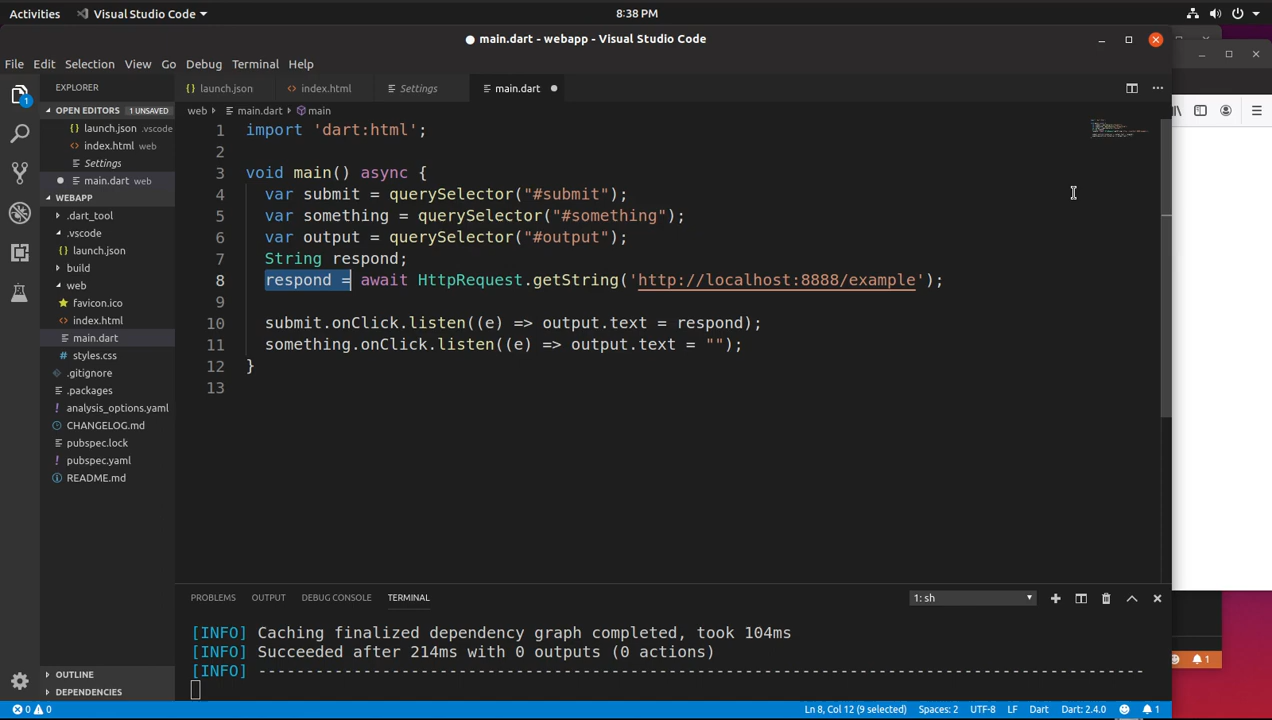 Activities Visual Studio Code 8:38 PM
main.dart - webapp - Visual Studio Code
File Edit Selection View Go Debug Terminal Help
EXPLORER
OPEN EDITORS 1 UNSAVED
launch.json .vscode
index.html web
Settings
main.dart web
WEBAPP
.dart_tool
.vscode
launch.json
build
web
favicon.ico
index.html
main.dart
styles.css
.gitignore
.packages
analysis_options.yaml
CHANGELOG.md
pubspec.lock
pubspec.yaml
README.md
OUTLINE
DEPENDENCIES
launch.json index.html Settings main.dart
web main.dart main
1 import 'dart:html';
2
3 void main() async {
4 var submit = querySelector("#submit");
5 var something = querySelector("#something");
6 var output = querySelector("#output");
7 String respond;
8 respond = await HttpRequest.getString('http://localhost:8888/example');
9
10 submit.onClick.listen((e) => output.text = respond);
11 something.onClick.listen((e) => output.text = "");
12 }
13
PROBLEMS OUTPUT DEBUG CONSOLE TERMINAL 1: sh
[INFO] Caching finalized dependency graph completed, took 104ms
[INFO] Succeeded after 214ms with 0 outputs (0 actions)
[INFO] ---------------------------------------------------------------------------------------------
0 0 Ln 8, Col 12 (9 selected) Spaces: 2 UTF-8 LF Dart Dart: 2.4.0 1
1